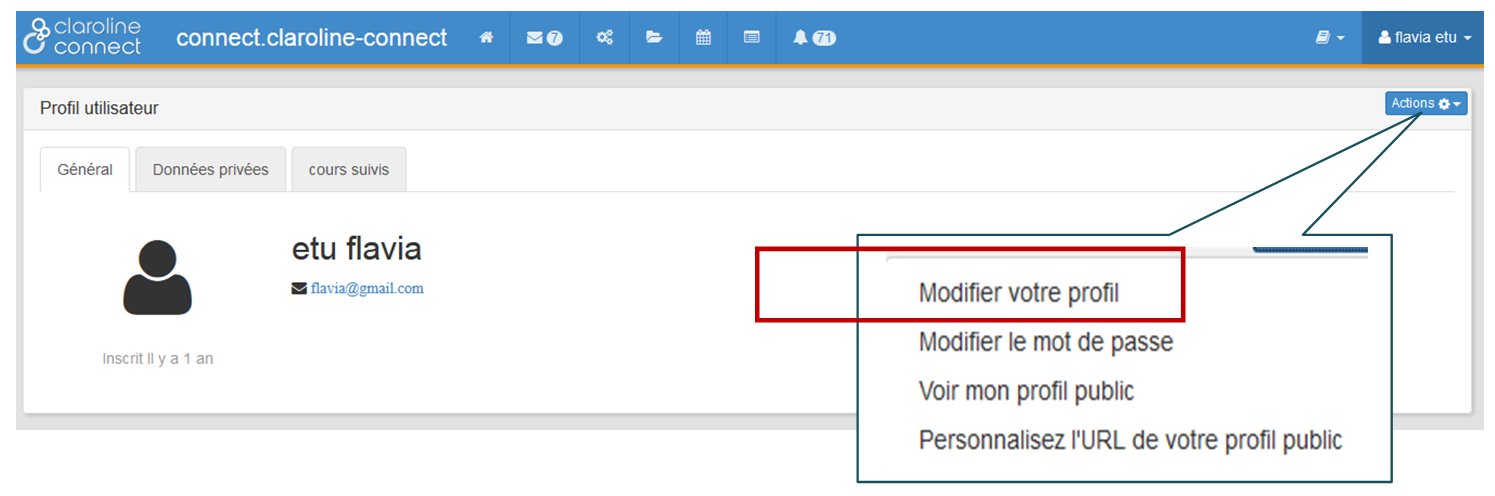 claroline
connect
connect.claroline-connect
7
71
flavia etu
Profil utilisateur
Actions
Général
Données privées
cours suivis
etu flavia
flavia@gmail.com
Inscrit Il y a 1 an
Modifier votre profil
Modifier le mot de passe
Voir mon profil public
Personnalisez l'URL de votre profil public